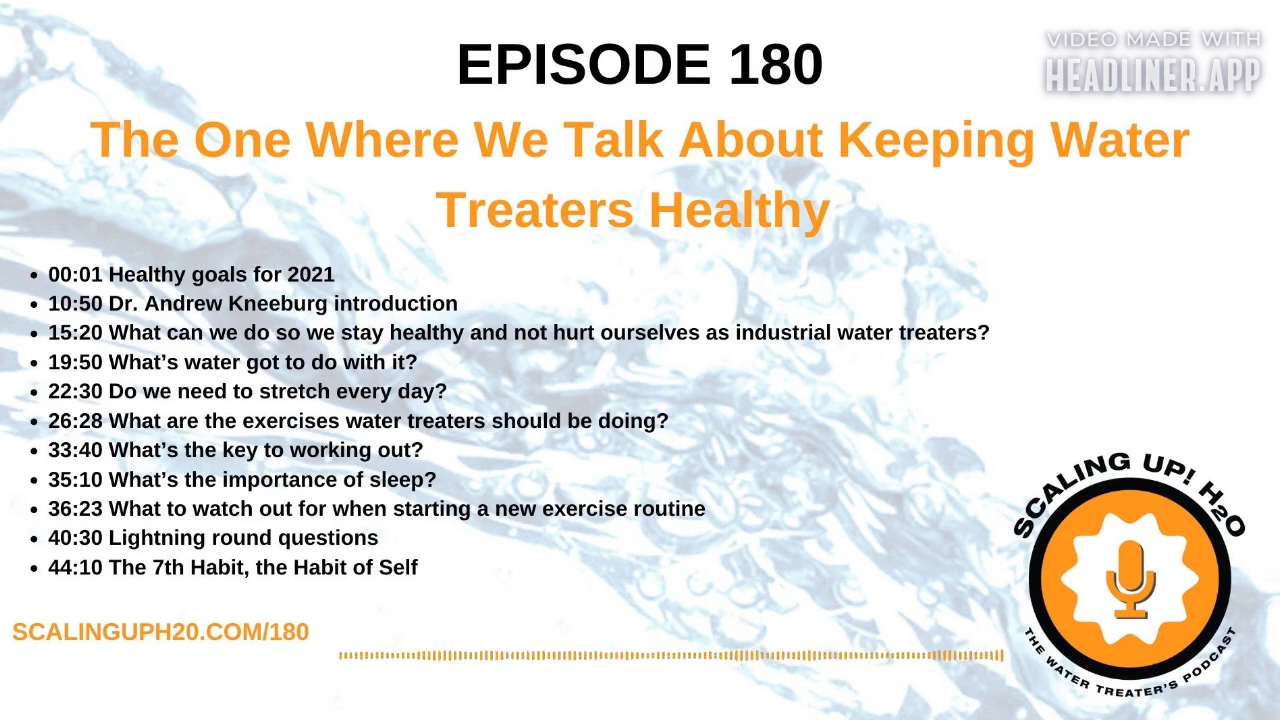 EPISODE 180
VIDEO MADE WITH
HEADLINER.APP
The One Where We Talk About Keeping Water
Treaters Healthy
• 00:01 Healthy goals for 2021
• 10:50 Dr. Andrew Kneeburg introduction
• 15:20 What can we do so we stay healthy and not hurt ourselves as industrial water treaters?
• 19:50 What’s water got to do with it?
• 22:30 Do we need to stretch every day?
• 26:28 What are the exercises water treaters should be doing?
• 33:40 What’s the key to working out?
• 35:10 What’s the importance of sleep?
• 36:23 What to watch out for when starting a new exercise routine
• 40:30 Lightning round questions
• 44:10 The 7th Habit, the Habit of Self
SCALINGUPH20.COM/180
SCALING UP! H2O
THE WATER TREATER'S PODCAST